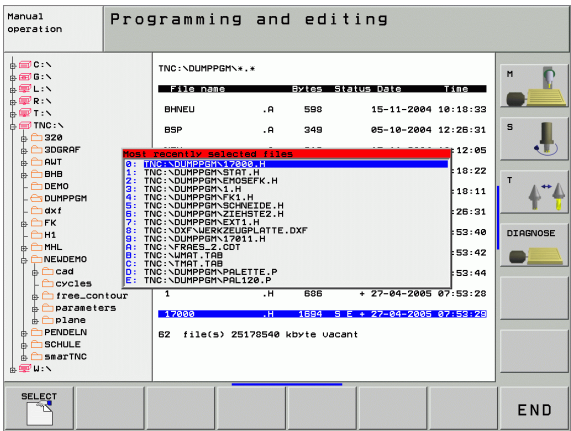 Manual
operation
Programming and editing
C:\
G:\
L:\
R:\
T:\
TNC:\
320
3DGRAF
AWT
BHB
DEMO
DUMPPGM
dxf
FK
H1
MHL
NEWDEMO
cad
cycles
free_contour
parameters
plane
PENDELN
SCHULE
smarTNC
W:\
TNC:\DUMPPGM\*.*
File name Bytes Status Date Time
BHNEU .A 598 15-11-2004 10:18:33
BSP .A 349 05-10-2004 12:26:31
:12:05
:18:22
:18:11
:26:31
:53:40
:53:42
:53:44
Most recently selected files
0: TNC:\DUMPPGM\17000.H
1: TNC:\DUMPPGM\STAT.H
2: TNC:\DUMPPGM\EMOSEFK.H
3: TNC:\DUMPPGM\1.H
4: TNC:\DUMPPGM\FK1.H
5: TNC:\DUMPPGM\SCHNEIDE.H
6: TNC:\DUMPPGM\ZIEHSTE2.H
7: TNC:\DUMPPGM\EXT1.H
8: TNC:\DXF\WERKZEUGPLATTE.DXF
9: TNC:\DUMPPGM\17011.H
A: TNC:\FRAES_2.CDT
B: TNC:\WMAT.TAB
C: TNC:\TMAT.TAB
D: TNC:\DUMPPGM\PALETTE.P
E: TNC:\DUMPPGM\PAL120.P
1 .H 686 + 27-04-2005 07:53:28
17000 .H 1694 S E + 27-04-2005 07:53:28
62 file(s) 25178540 kbyte vacant
M
S
T
DIAGNOSE
SELECT
END